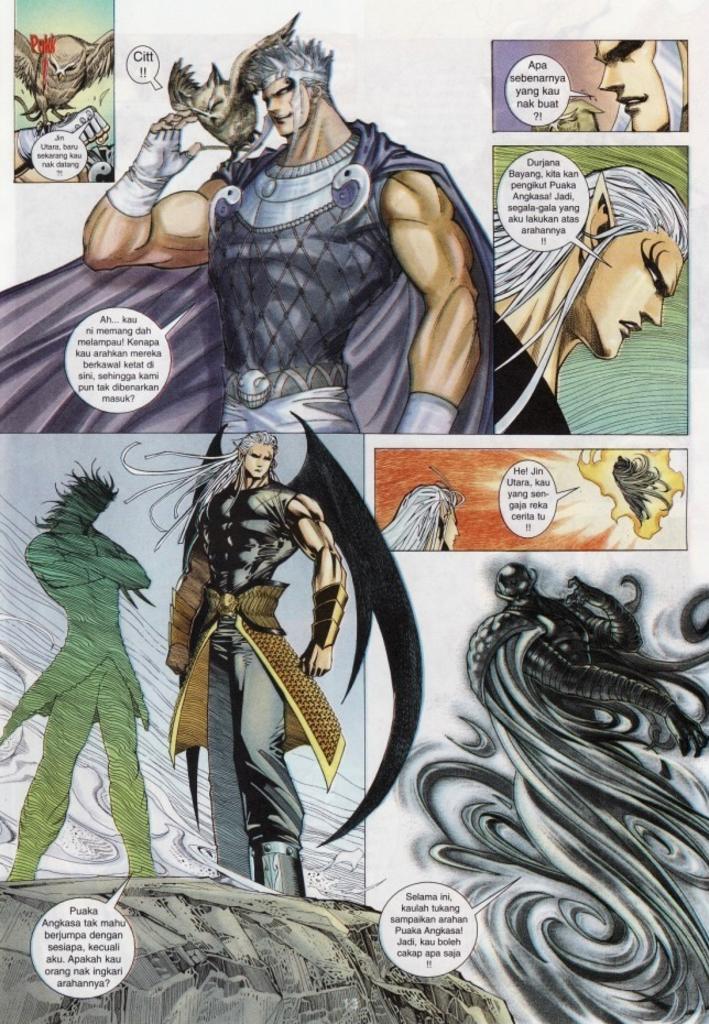 Pukk
!
Jin
Utara, baru
sekarang kau
nak datang
?!
Citt
!!
Apa
sebenarnya
yang kau
nak buat
?!
Durjana
Bayang, kita kan
pengikut Puaka
Angkasa! Jadi,
segala-gala yang
aku lakukan atas
arahannya
!!
Ah... kau
ni memang dah
melampau! Kenapa
kau arahkan mereka
berkawal ketat di
sini, sehingga kami
pun tak dibenarkan
masuk?
He! Jin
Utara, kau
yang sen-
gaja reka
cerita tu
!!
Puaka
Angkasa tak mahu
berjumpa dengan
sesiapa, kecuali
aku. Apakah kau
orang nak ingkari
arahannya?
Selama ini,
kaulah tukang
sampaikan arahan
Puaka Angkasa!
Jadi, kau boleh
cakap apa saja
!!
13